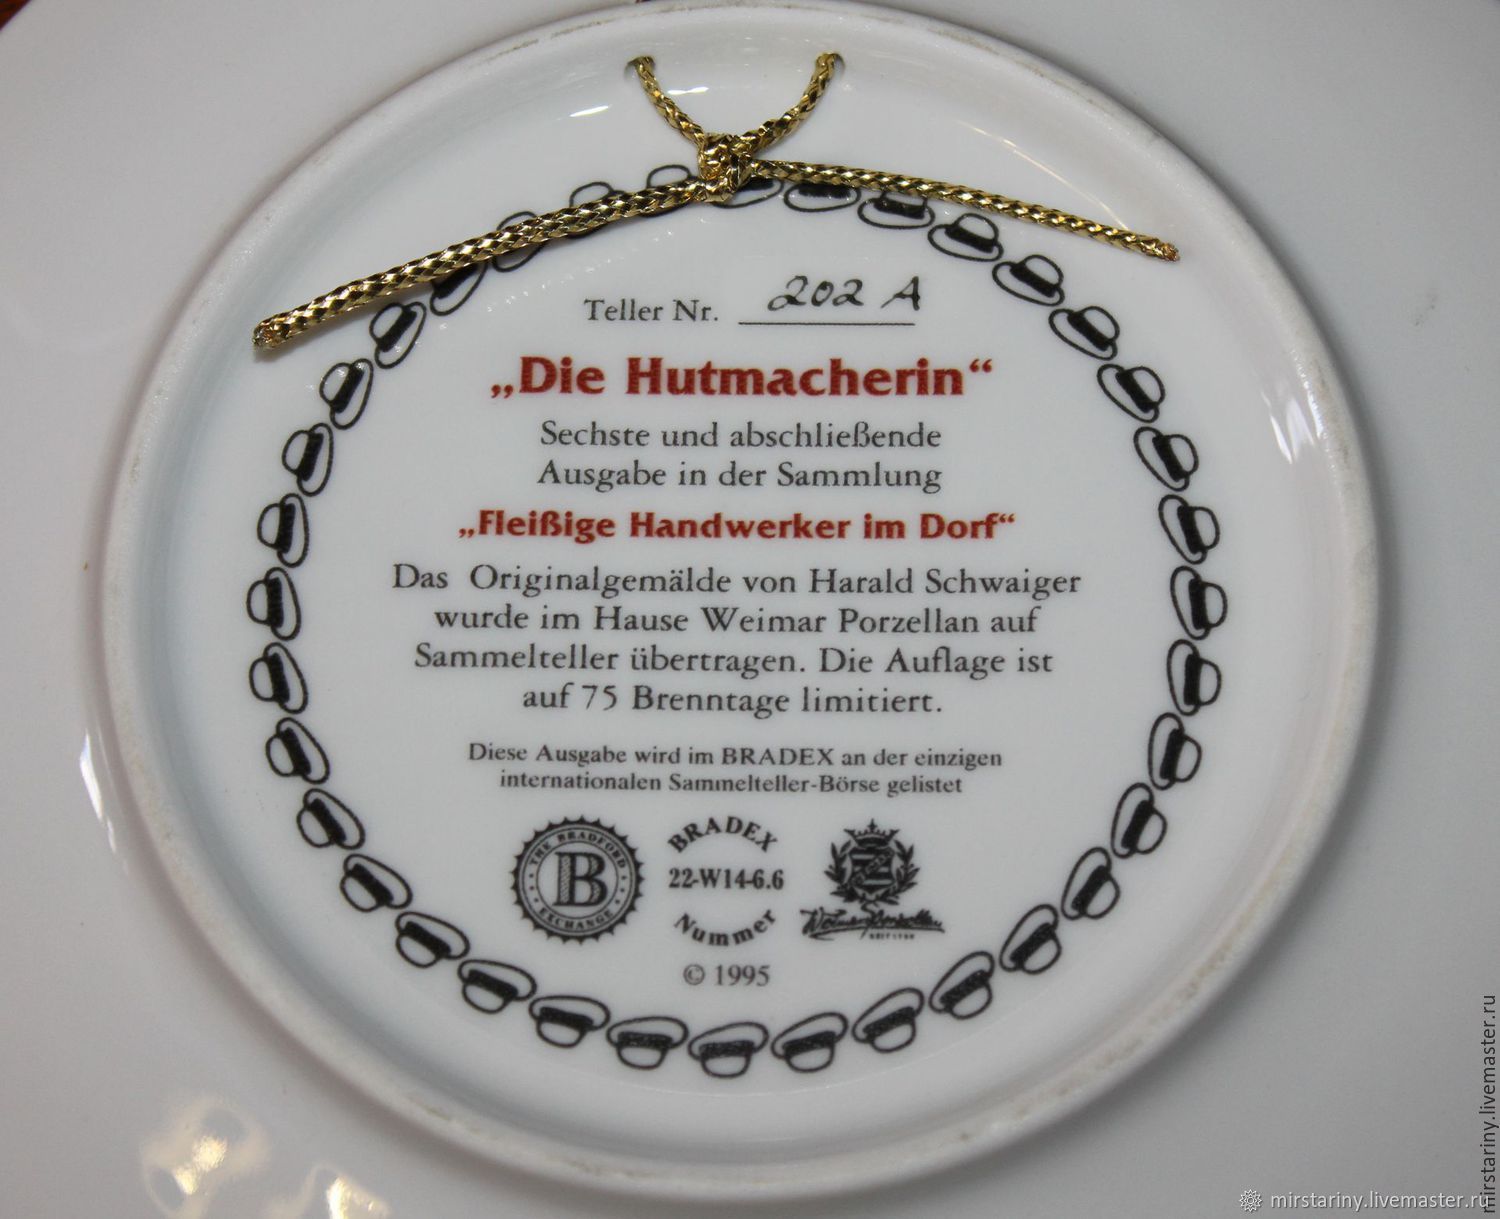 Teller Nr. 202 A
„Die Hutmacherin“
Sechste und abschließende
Ausgabe in der Sammlung
„Fleißige Handwerker im Dorf“
Das Originalgemälde von Harald Schwaiger
wurde im Hause Weimar Porzellan auf
Sammelteller übertragen. Die Auflage ist
auf 75 Brenntage limitiert.
Diese Ausgabe wird im BRADEX an der einzigen
internationalen Sammelteller-Börse gelistet
THE BRADFORD
B
EXCHANGE
BRADEX
22-W14-6.6
Nummer
Weimar Porzellan
© 1995
mirstariny.livemaster.ru
mirstariny.livemaster.ru